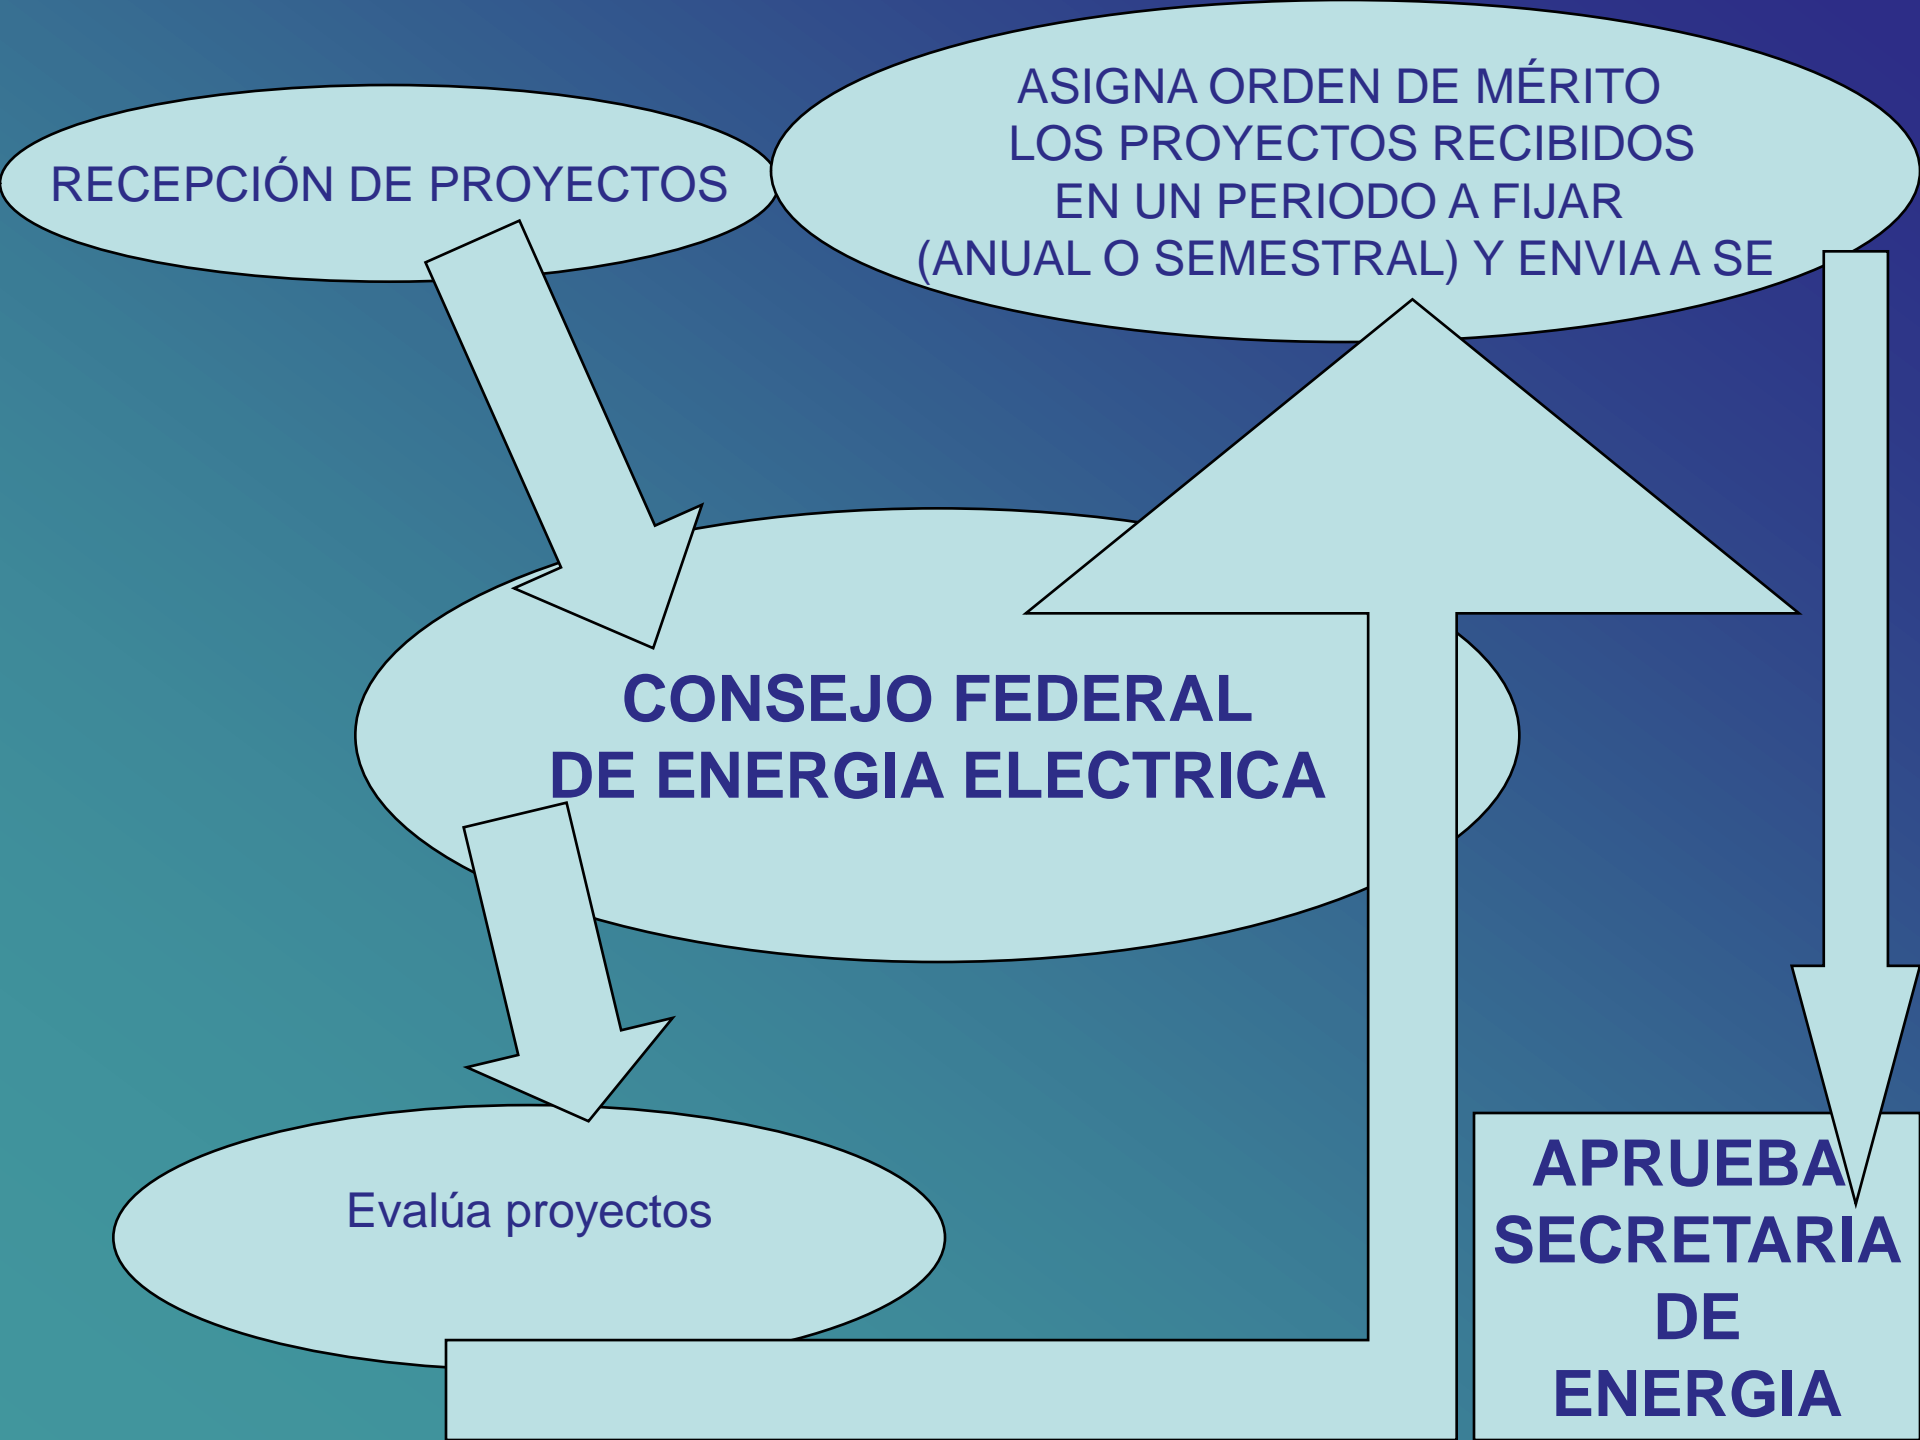 RECEPCIÓN DE PROYECTOS
ASIGNA ORDEN DE MÉRITO
LOS PROYECTOS RECIBIDOS
EN UN PERIODO A FIJAR
(ANUAL O SEMESTRAL) Y ENVIA A SE
CONSEJO FEDERAL
DE ENERGIA ELECTRICA
Evalúa proyectos
APRUEBA
SECRETARIA
DE
ENERGIA